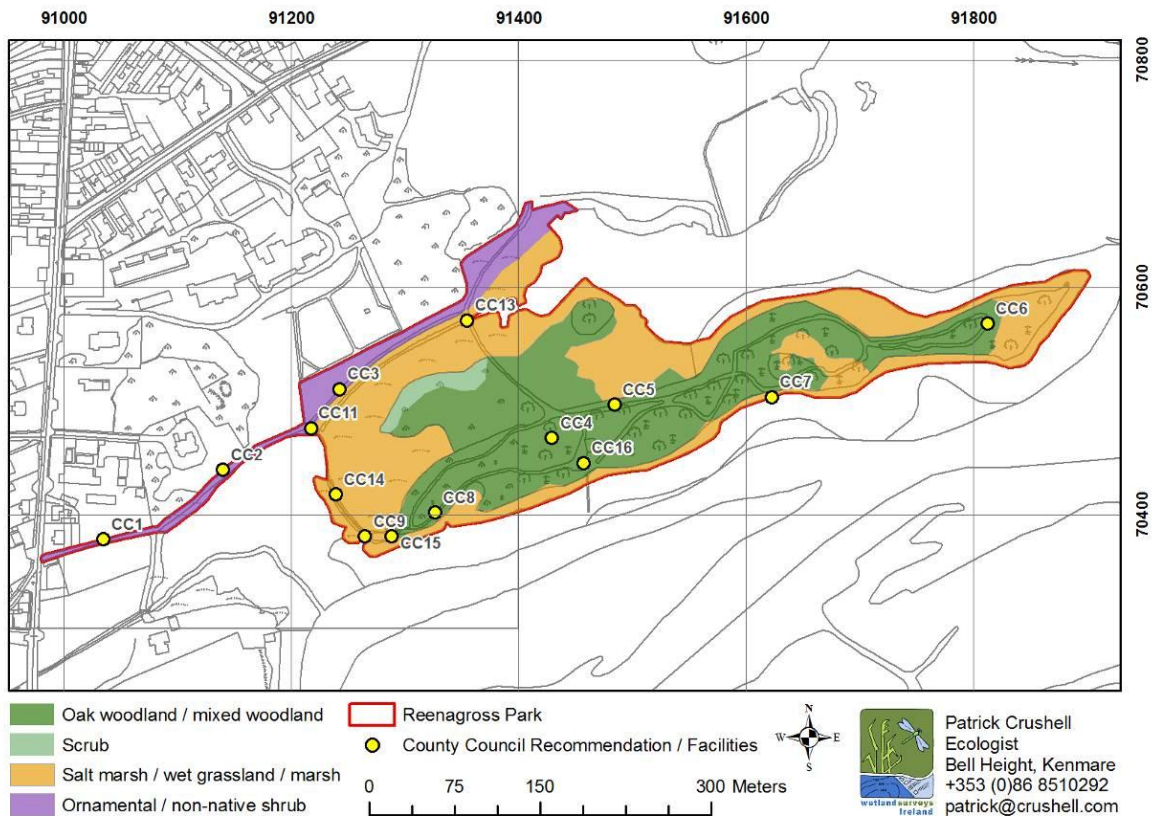 91000 91200 91400 91600 91800
70800
70600
CC6
CC13
CC3
CC7
CC5
CC11
CC4
CC2
CC16
CC14
CC8
70400
CC1
CC9
CC15
Oak woodland / mixed woodland
Scrub
Salt marsh / wet grassland / marsh
Ornamental / non-native shrub
Reenagross Park
County Council Recommendation / Facilities
0 75 150 300 Meters
N
W E
S
wetland surveys
Ireland
Patrick Crushell
Ecologist
Bell Height, Kenmare
+353 (0)86 8510292
patrick@crushell.com